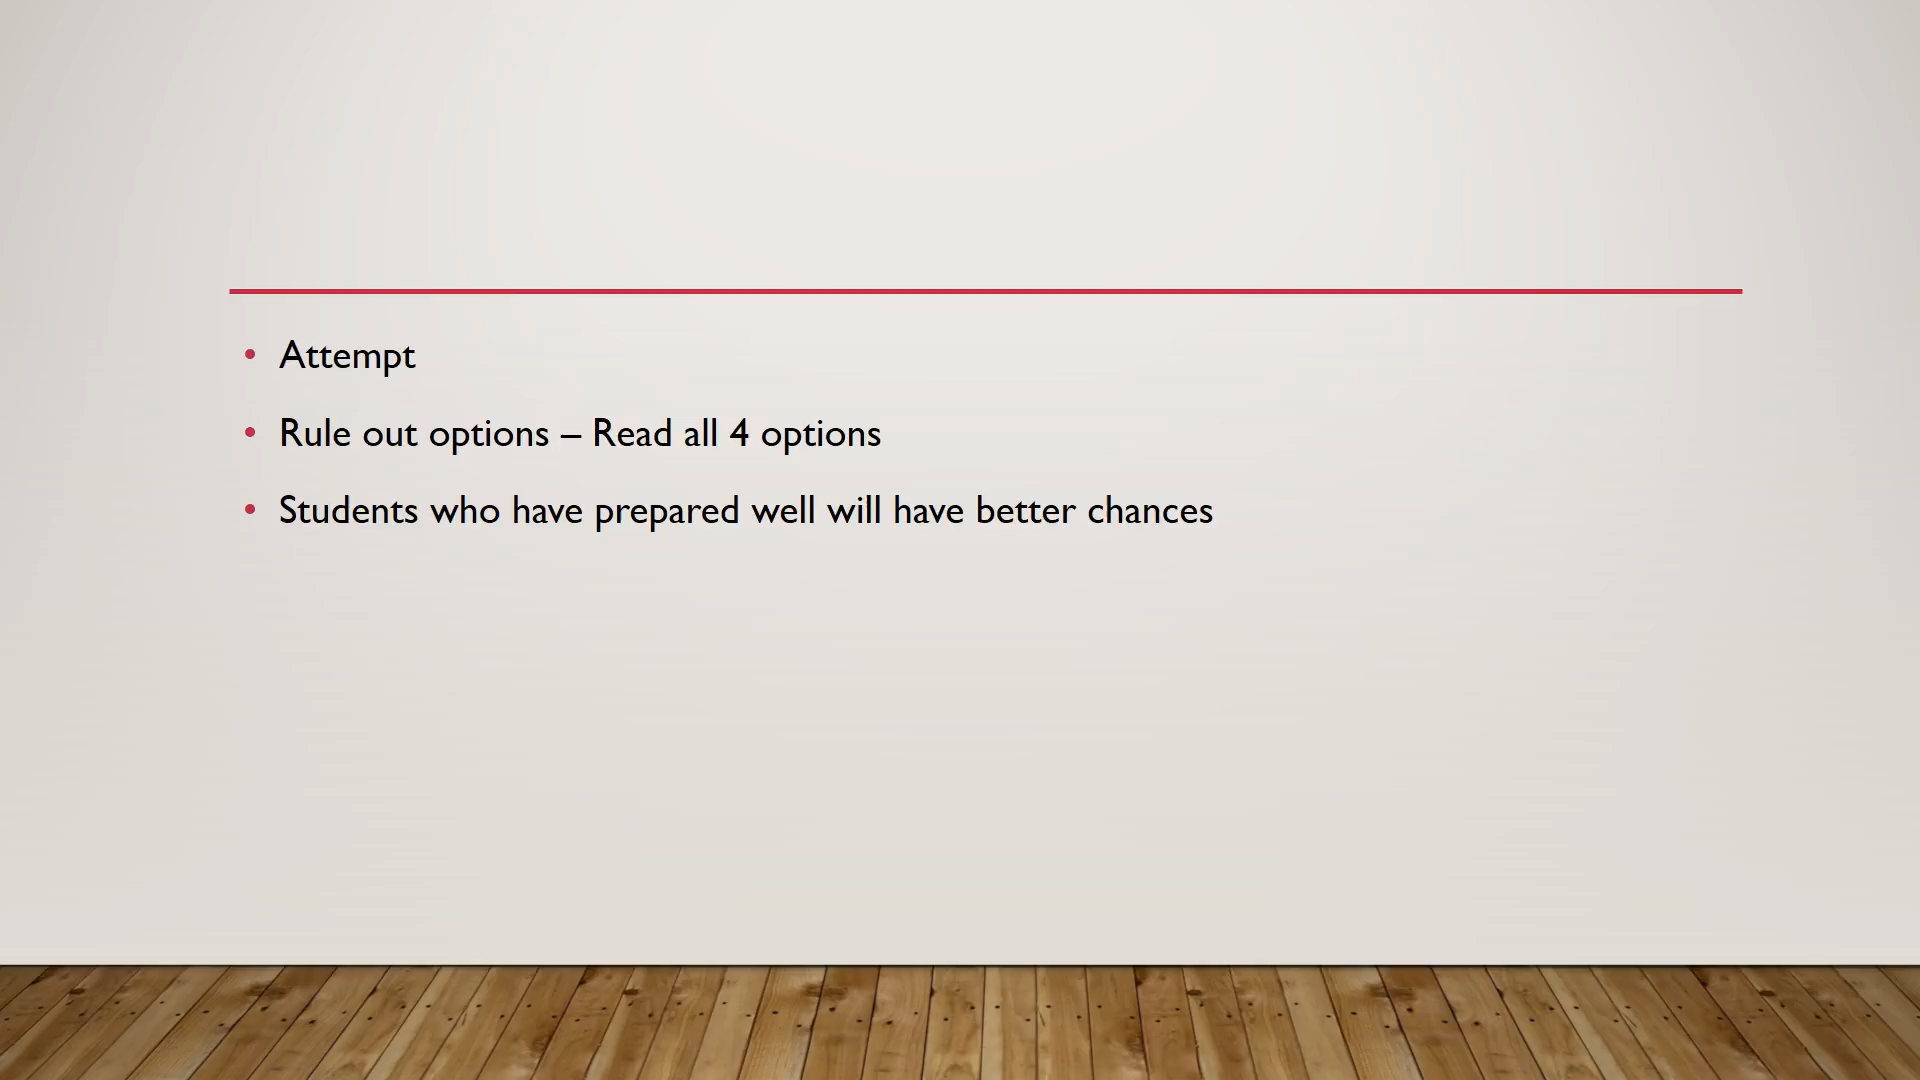 • Attempt
• Rule out options – Read all 4 options
• Students who have prepared well will have better chances